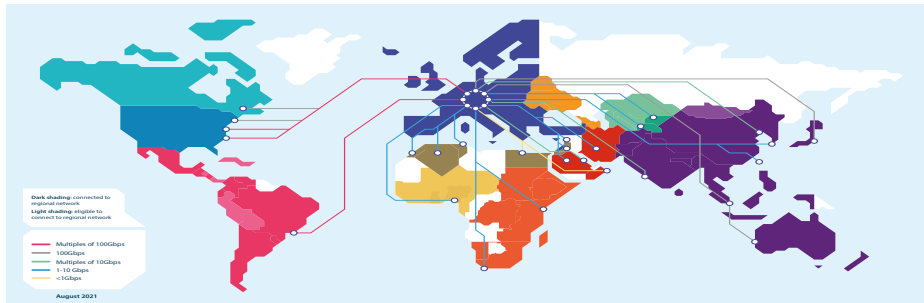 Dark shading: connected to
regional network
Light shading: eligible to
connect to regional network
Multiples of 100Gbps
100Gbps
Multiples of 10Gbps
1-10 Gbps
<1Gbps
August 2021